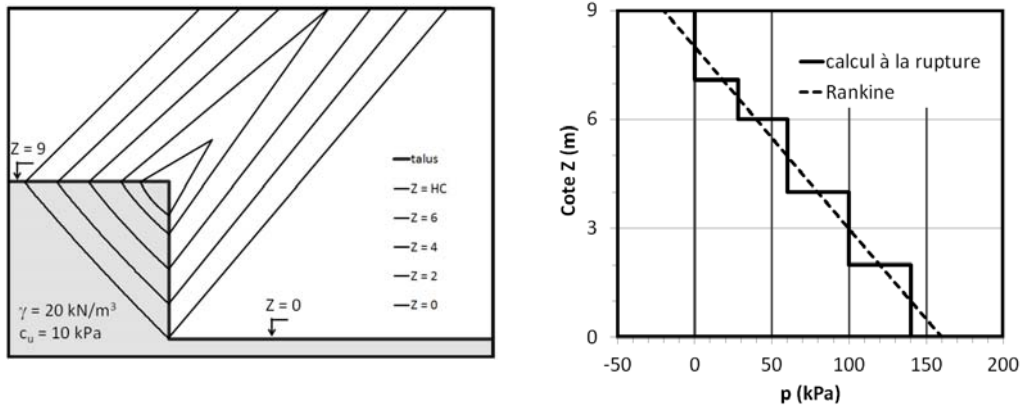 Z = 9
talus
Z = HC
Z = 6
Z = 4
Z = 2
Z = 0
γ = 20 kN/m³
cᵤ = 10 kPa
Z = 0
9
6
3
0
Cote Z (m)
calcul à la rupture
Rankine
-50
0
50
100
150
200
p (kPa)